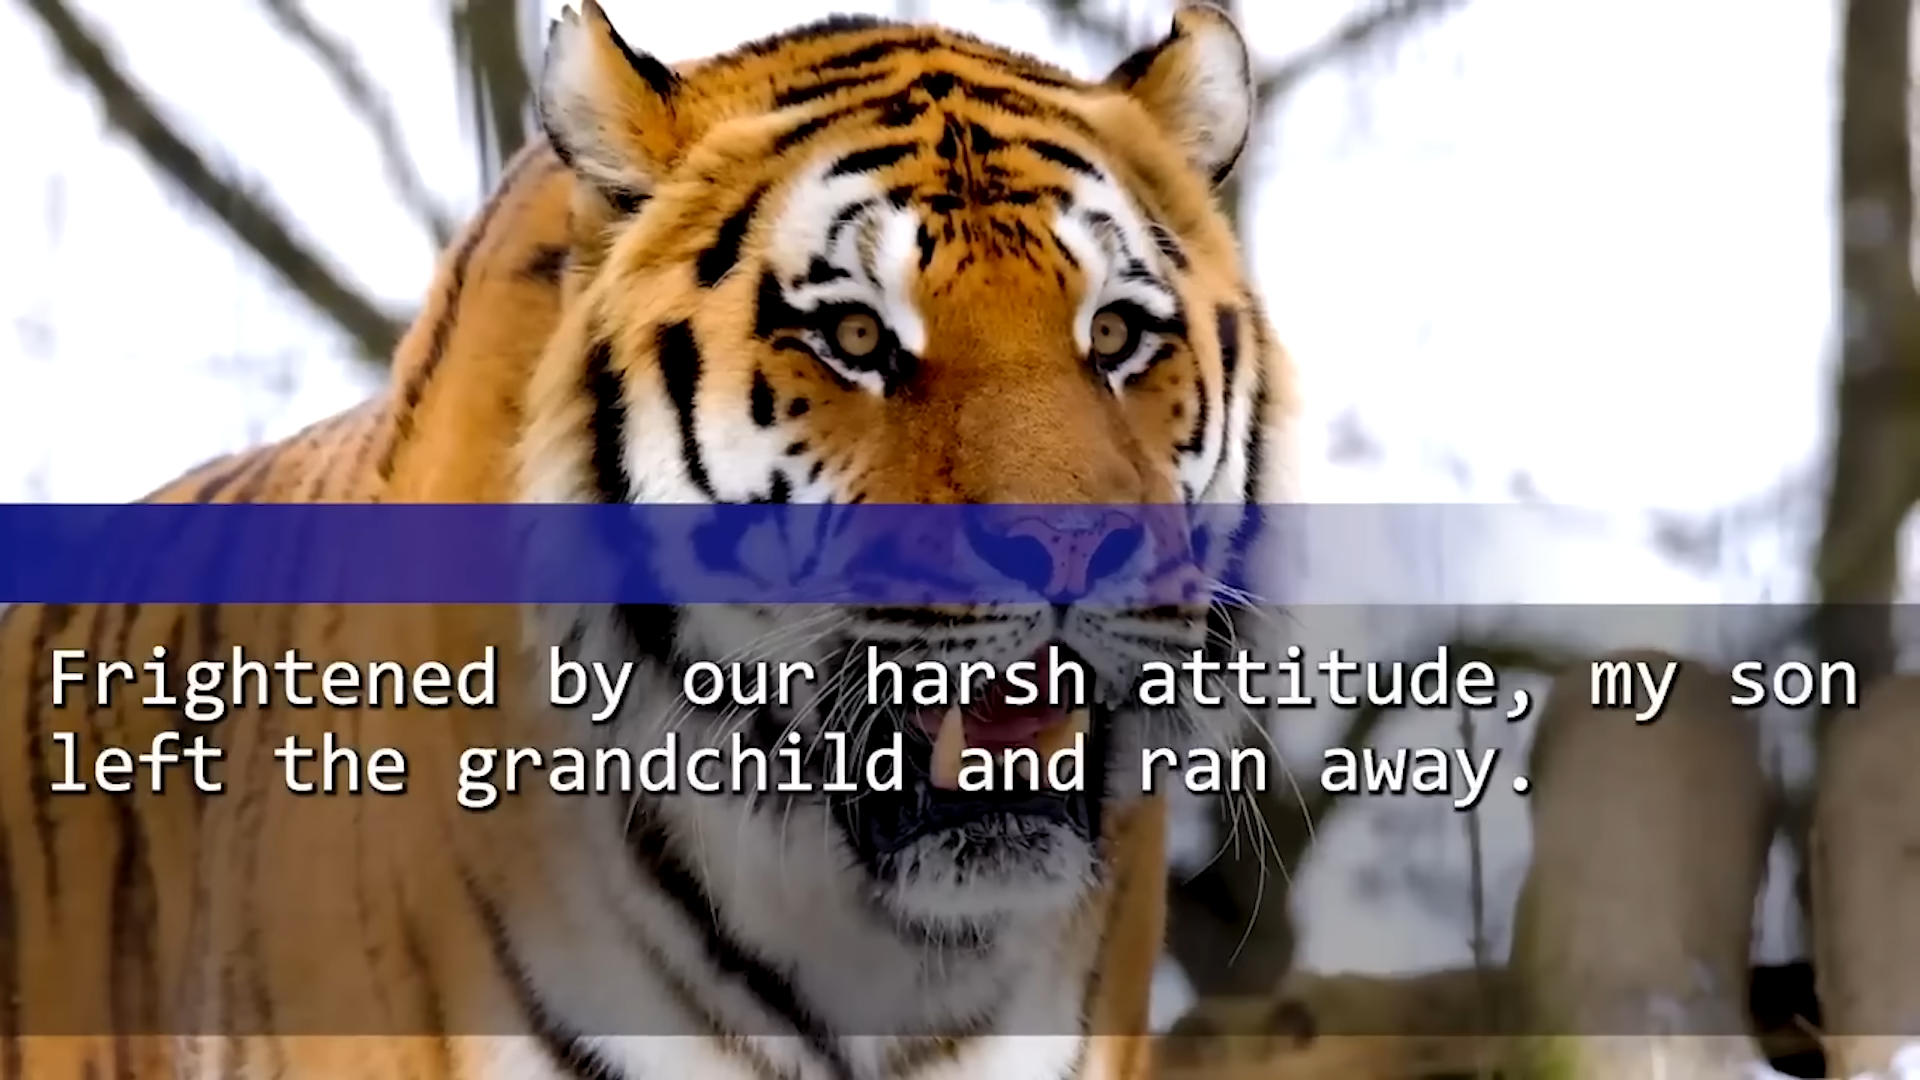 Frightened by our harsh attitude, my son
left the grandchild and ran away.